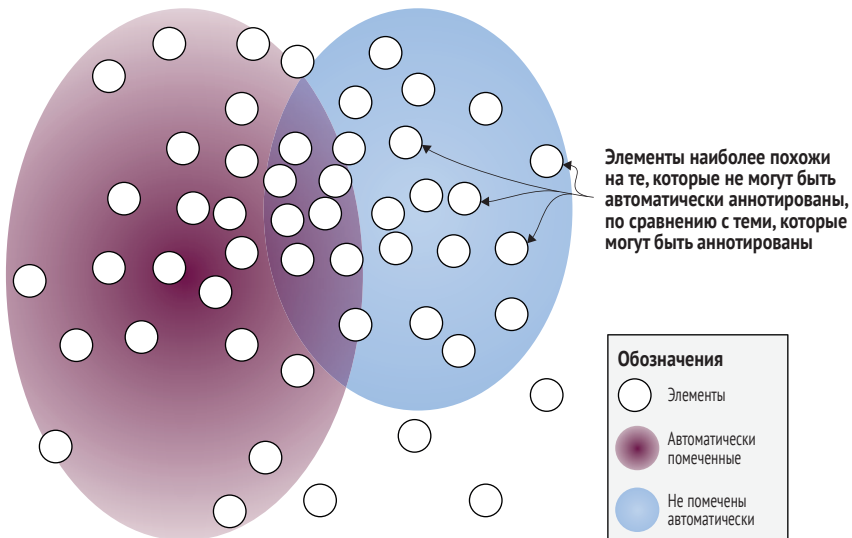 Элементы наиболее похожи
на те, которые не могут быть
автоматически аннотированы,
по сравнению с теми, которые
могут быть аннотированы
Обозначения
Элементы
Автоматически
помеченные
Не помечены
автоматически